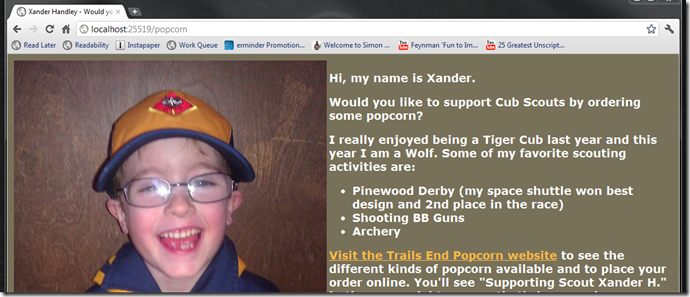 Xander Handley - Would yo
localhost:25519/popcorn
Read Later Readability Instapaper Work Queue erminder Promotion... Welcome to Simon ... Feynman 'Fun to Im... 25 Greatest Unscript...
Hi, my name is Xander.
Would you like to support Cub Scouts by ordering
some popcorn?
I really enjoyed being a Tiger Cub last year and this
year I am a Wolf. Some of my favorite scouting
activities are:
• Pinewood Derby (my space shuttle won best
design and 2nd place in the race)
• Shooting BB Guns
• Archery
Visit the Trails End Popcorn website to see the
different kinds of popcorn available and to place your
order online. You'll see "Supporting Scout Xander H."